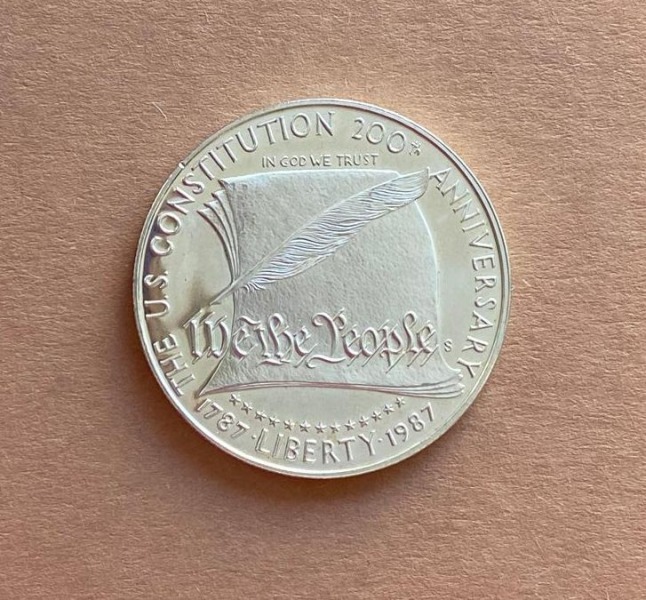 THE U.S. CONSTITUTION 200th ANNIVERSARY
IN GOD WE TRUST
We the People
S
1787 · LIBERTY · 1987